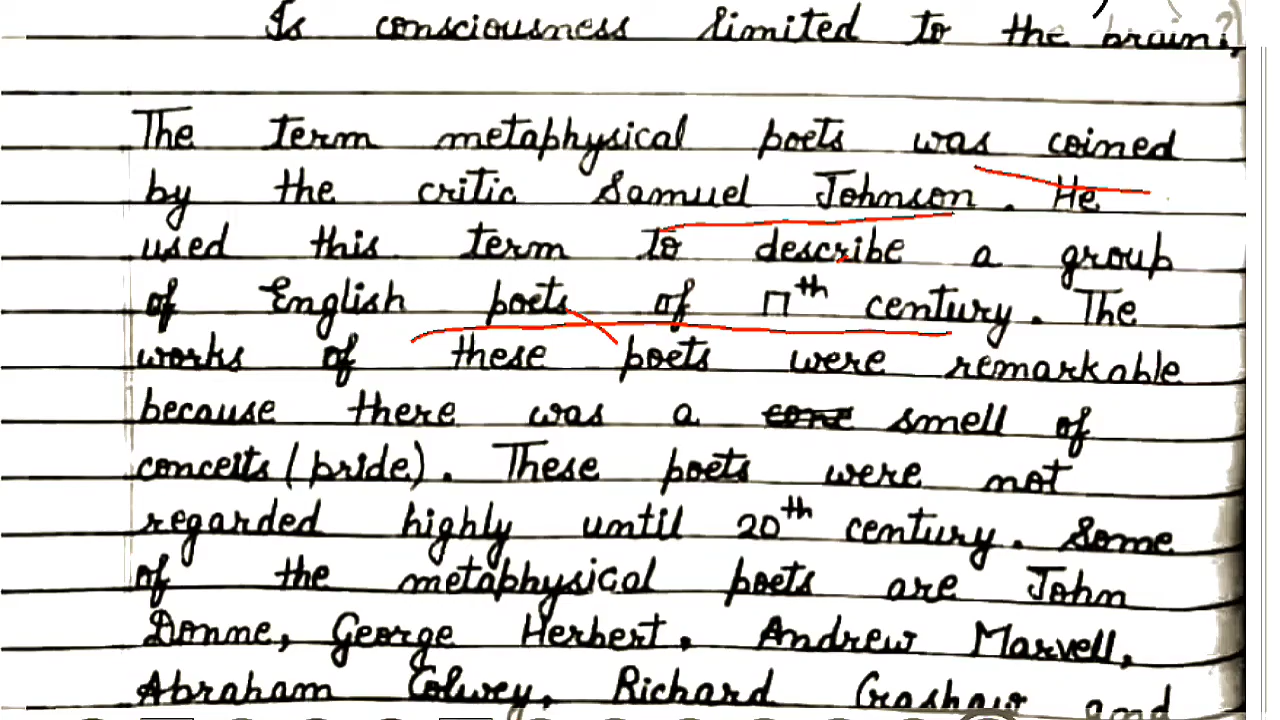 Is consciousness limited to the brain?
The term metaphysical poets was coined
by the critic Samuel Johnson. He
used this term to describe a group
of English poets of 17th century. The
works of these poets were remarkable
because there was a smell of
conceits (pride). These poets were not
regarded highly until 20th century. Some
of the metaphysical poets are John
Donne, George Herbert, Andrew Marvell,
Abraham Colwey, Richard Crashaw and